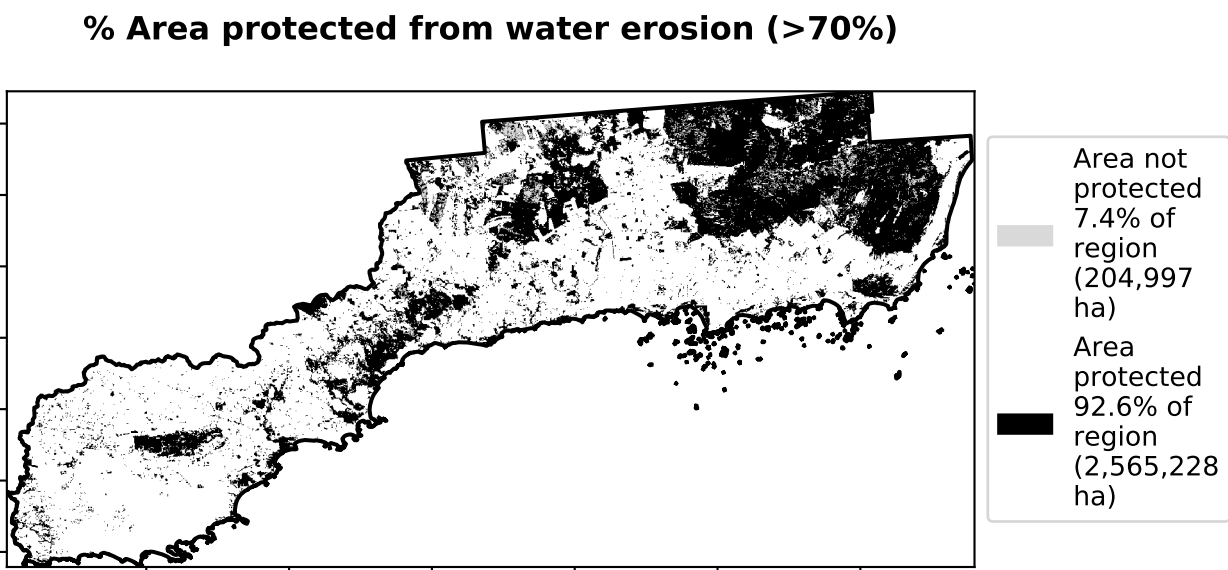 % Area protected from water erosion (>70%)
Area not
protected
7.4% of
region
(204,997
ha)
Area
protected
92.6% of
region
(2,565,228
ha)